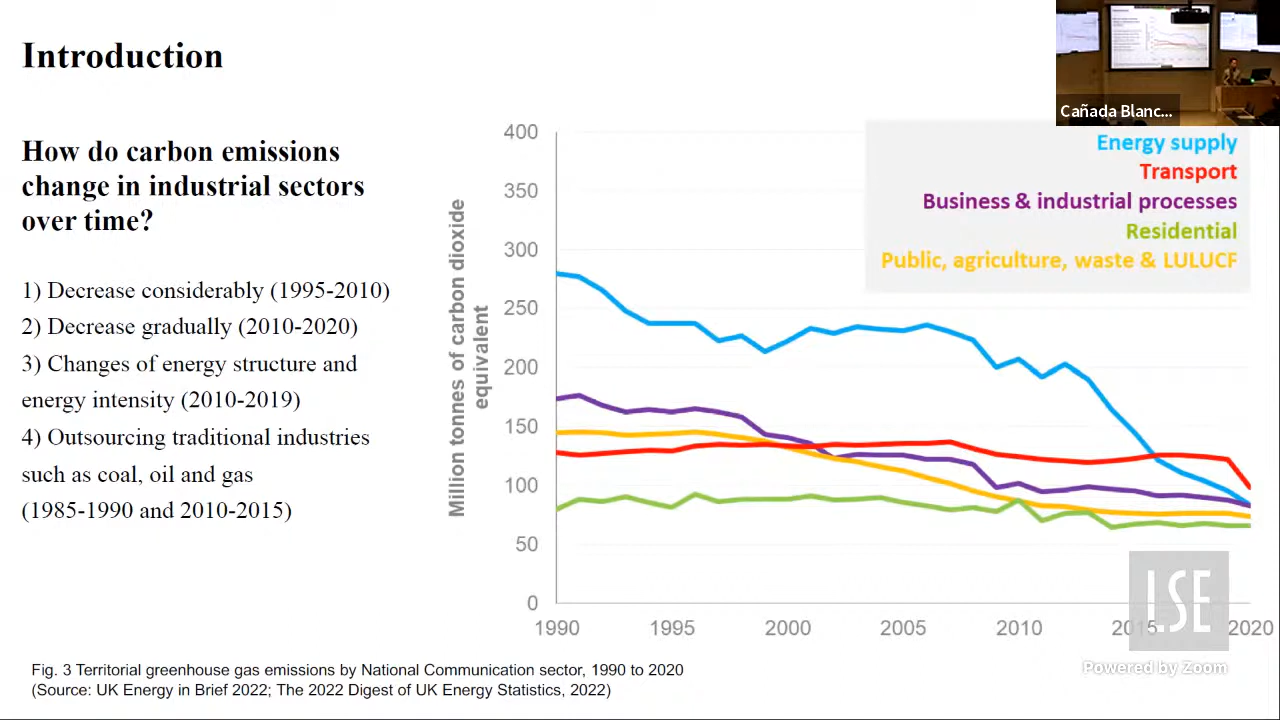 Introduction
How do carbon emissions
change in industrial sectors
over time?
1) Decrease considerably (1995-2010)
2) Decrease gradually (2010-2020)
3) Changes of energy structure and
energy intensity (2010-2019)
4) Outsourcing traditional industries
such as coal, oil and gas
(1985-1990 and 2010-2015)
Cañada Blanc...
Energy supply
Transport
Business & industrial processes
Residential
Public, agriculture, waste & LULUCF
Million tonnes of carbon dioxide
equivalent
400
350
300
250
200
150
100
50
0
1990
1995
2000
2005
2010
2015
2020
LSE
Powered by Zoom
Fig. 3 Territorial greenhouse gas emissions by National Communication sector, 1990 to 2020
(Source: UK Energy in Brief 2022; The 2022 Digest of UK Energy Statistics, 2022)